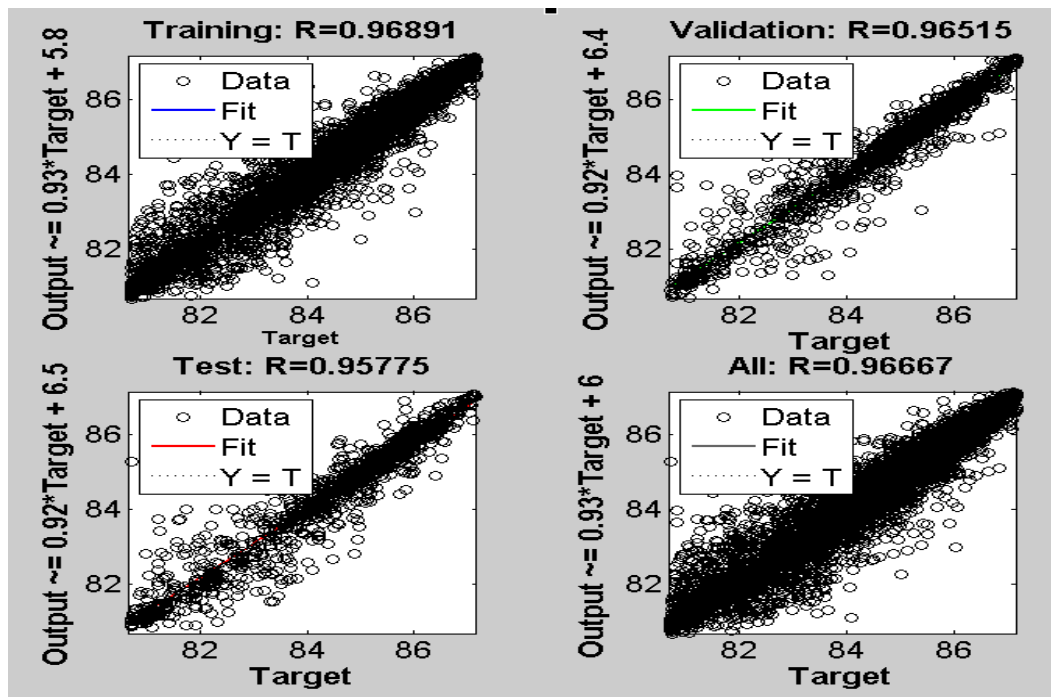 Training: R=0.96891
Output ~= 0.93*Target + 5.8
Data
Fit
Y = T
86
84
82
82 84 86
Target
Validation: R=0.96515
Output ~= 0.92*Target + 6.4
Data
Fit
Y = T
86
84
82
82 84 86
Target
Test: R=0.95775
Output ~= 0.92*Target + 6.5
Data
Fit
Y = T
86
84
82
82 84 86
Target
All: R=0.96667
Output ~= 0.93*Target + 6
Data
Fit
Y = T
86
84
82
82 84 86
Target